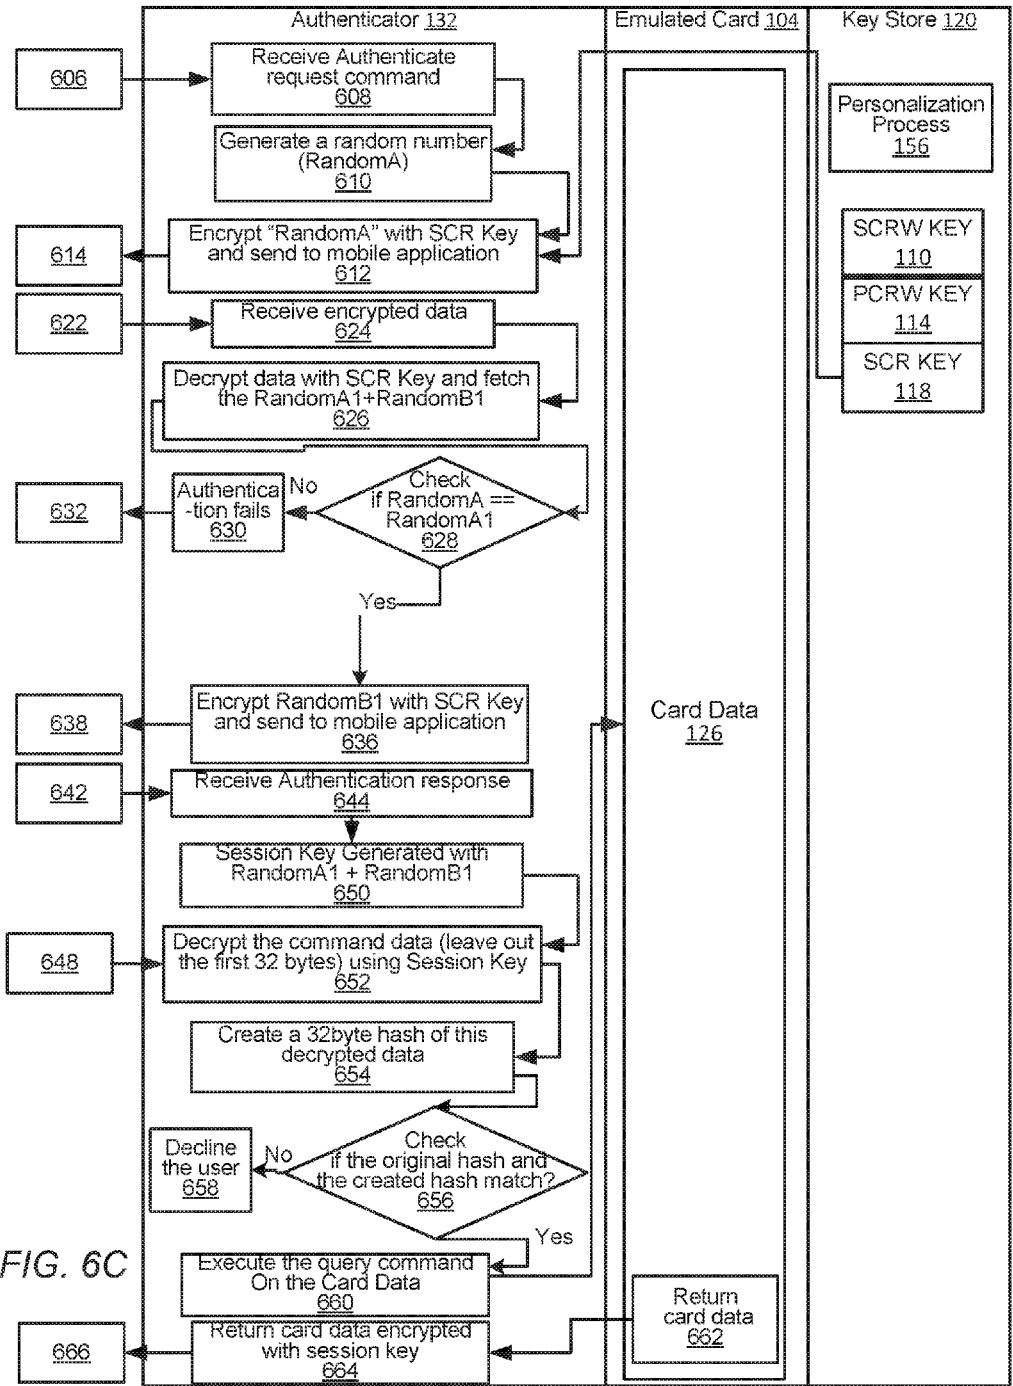 Authenticator 132
Emulated Card 104
Key Store 120
606
Receive Authenticate
request command
608
Personalization
Process
156
Generate a random number
(RandomA)
610
614
Encrypt “RandomA” with SCR Key
and send to mobile application
612
SCRW KEY
110
622
Receive encrypted data
624
PCRW KEY
114
Decrypt data with SCR Key and fetch
the RandomA1+RandomB1
626
SCR KEY
118
632
Authentica
-tion fails
630
No
Check
if RandomA ==
RandomA1
628
Yes
638
Encrypt RandomB1 with SCR Key
and send to mobile application
636
Card Data
126
642
Receive Authentication response
644
Session Key Generated with
RandomA1 + RandomB1
650
648
Decrypt the command data (leave out
the first 32 bytes) using Session Key
652
Create a 32byte hash of this
decrypted data
654
Decline
the user
658
No
Check
if the original hash and
the created hash match?
656
Yes
FIG. 6C
Execute the query command
On the Card Data
660
Return
card data
662
666
Return card data encrypted
with session key
664